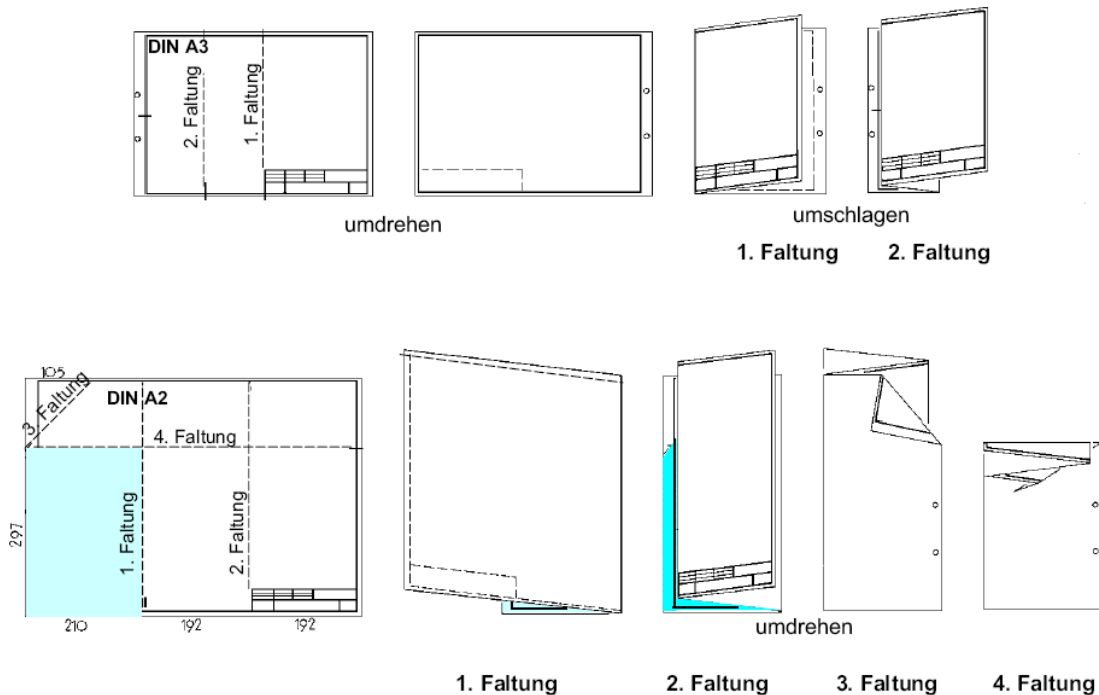 DIN A3
2. Faltung
1. Faltung
umdrehen
umschlagen
1. Faltung
2. Faltung
105
3. Faltung
DIN A2
4. Faltung
297
1. Faltung
2. Faltung
210
192
192
umdrehen
1. Faltung
2. Faltung
3. Faltung
4. Faltung